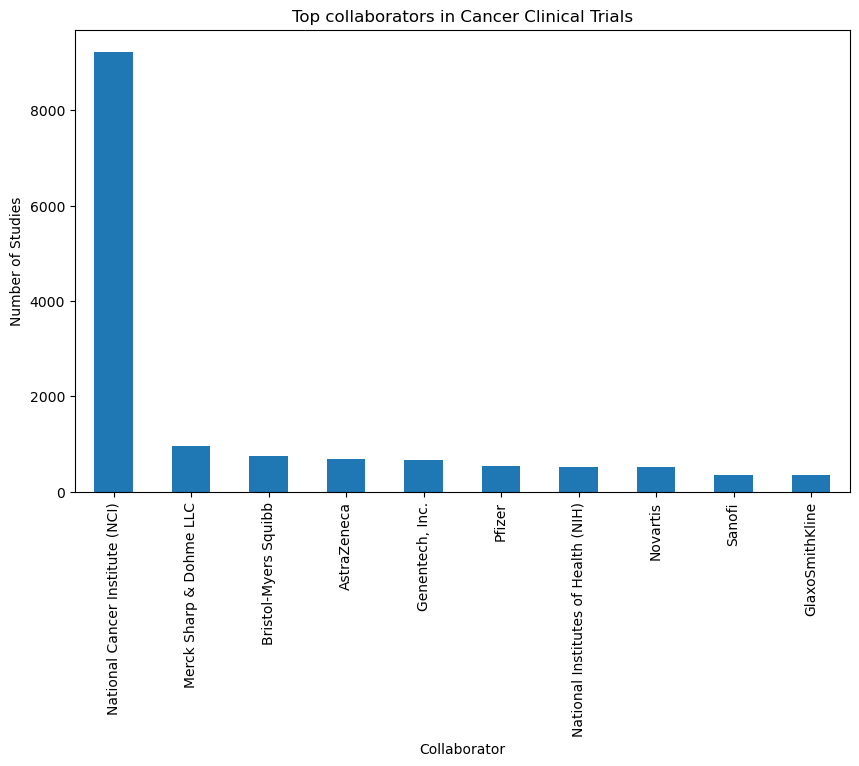 Top collaborators in Cancer Clinical Trials
Number of Studies
8000
6000
4000
2000
0
National Cancer Institute (NCI)
Merck Sharp & Dohme LLC
Bristol-Myers Squibb
AstraZeneca
Genentech, Inc.
Pfizer
National Institutes of Health (NIH)
Novartis
Sanofi
GlaxoSmithKline
Collaborator